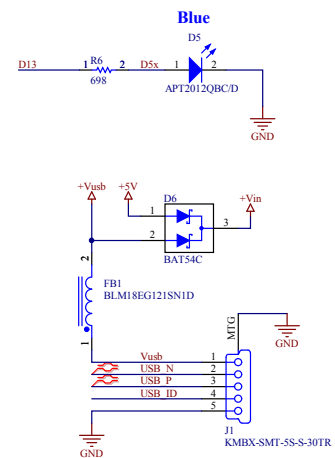 Blue
D5
D13
1
R6
2
D5x
1
2
698
APT2012QBC/D
GND
+Vusb
+5V
D6
+Vin
1
3
2
BAT54C
2
FB1
BLM18EG121SN1D
1
MTG
GND
Vusb
1
USB_N
2
USB_P
3
USB_ID
4
5
J1
KMBX-SMT-5S-S-30TR
GND